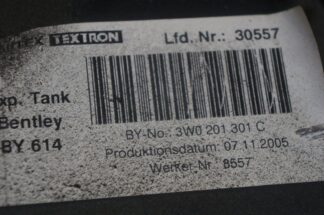 TEXTRON Lfd. Nr.: 30557
xp. Tank
Bentley
BY 614
BY-No.: 3W0 201 301 C
Produktionsdatum: 07.11.2005
Werker-Nr.: 8557